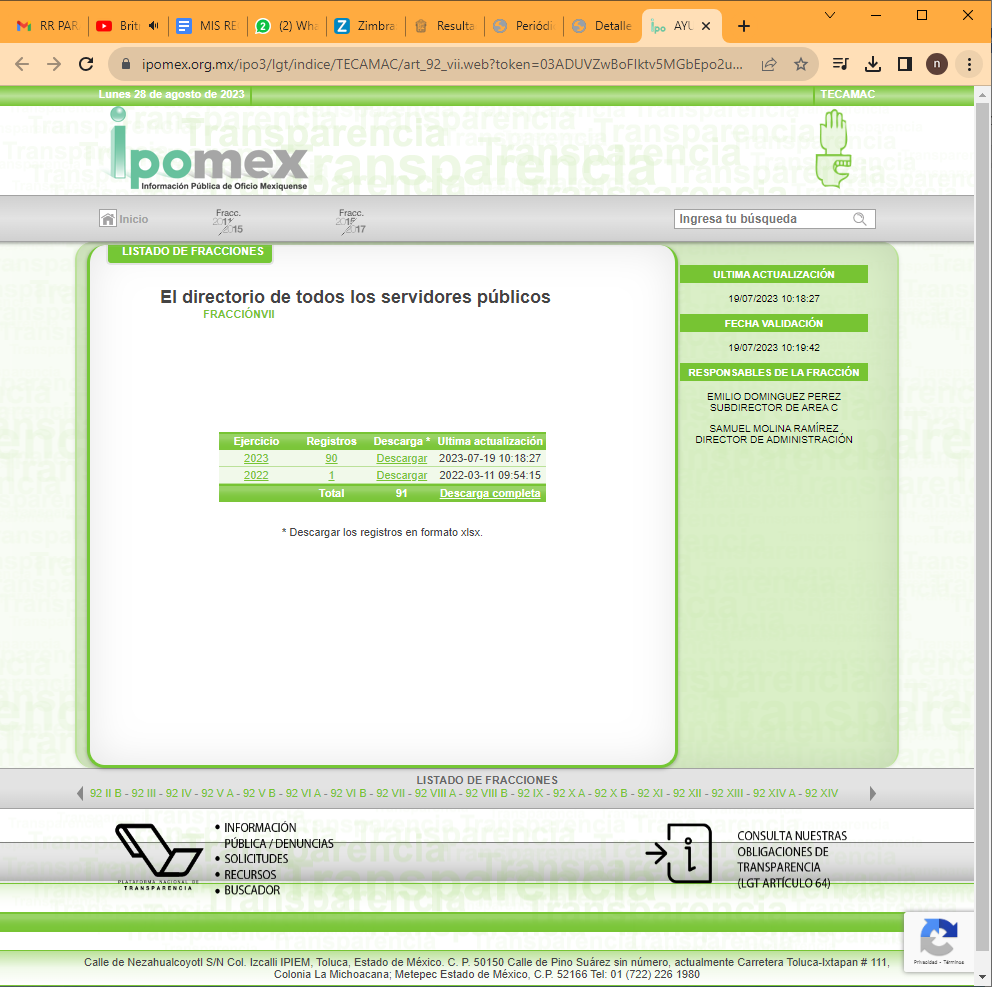 RR PAR
Brit
MIS RE
(2) Wha
Zimbra
Resulta
Periódi
Detalle
AYU
ipomex.org.mx/ipo3/lgt/indice/TECAMAC/art_92_vii.web?token=03ADUVZwBoFIktv5MGbEpo2u...
Lunes 28 de agosto de 2023
TECAMAC
ipomex
Información Pública de Oficio Mexiquense
Inicio
Fracc.
2015
Fracc.
2017
Ingresa tu búsqueda
LISTADO DE FRACCIONES
El directorio de todos los servidores públicos
FRACCIÓNVII
Ejercicio Registros Descarga * Ultima actualización
2023 90 Descargar 2023-07-19 10:18:27
2022 1 Descargar 2022-03-11 09:54:15
Total 91 Descarga completa
* Descargar los registros en formato xlsx.
ULTIMA ACTUALIZACIÓN
19/07/2023 10:18:27
FECHA VALIDACIÓN
19/07/2023 10:19:42
RESPONSABLES DE LA FRACCIÓN
EMILIO DOMINGUEZ PEREZ
SUBDIRECTOR DE AREA C
SAMUEL MOLINA RAMÍREZ
DIRECTOR DE ADMINISTRACIÓN
LISTADO DE FRACCIONES
92 II B - 92 III - 92 IV - 92 V A - 92 V B - 92 VI A - 92 VI B - 92 VII - 92 VIII A - 92 VIII B - 92 IX - 92 X A - 92 X B - 92 XI - 92 XII - 92 XIII - 92 XIV A - 92 XIV
PLATAFORMA NACIONAL DE
TRANSPARENCIA
• INFORMACIÓN
PÚBLICA / DENUNCIAS
• SOLICITUDES
• RECURSOS
• BUSCADOR
CONSULTA NUESTRAS
OBLIGACIONES DE
TRANSPARENCIA
(LGT ARTÍCULO 64)
Privacidad - Términos
Calle de Nezahualcoyotl S/N Col. Izcalli IPIEM, Toluca, Estado de México. C. P. 50150 Calle de Pino Suárez sin número, actualmente Carretera Toluca-Ixtapan # 111,
Colonia La Michoacana; Metepec Estado de México, C.P. 52166 Tel: 01 (722) 226 1980